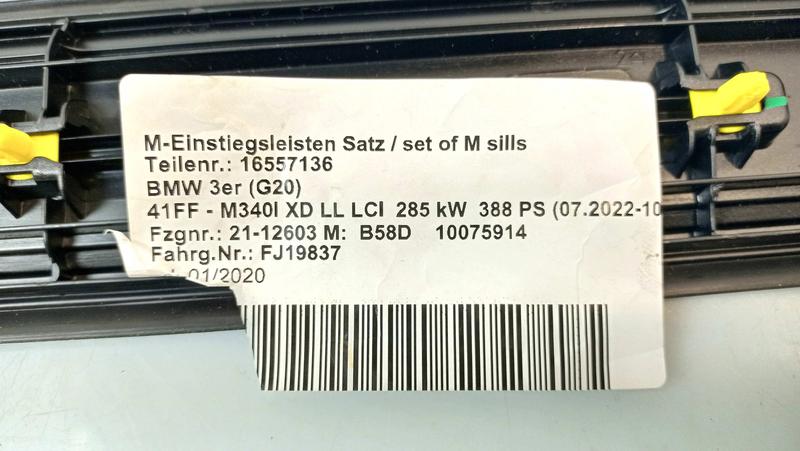 M-Einstiegsleisten Satz / set of M sills
Teilenr.: 16557136
BMW 3er (G20)
41FF - M340I XD LL LCI 285 kW 388 PS (07.2022-10
Fzgnr.: 21-12603 M: B58D 10075914
Fahrg.Nr.: FJ19837
01/2020